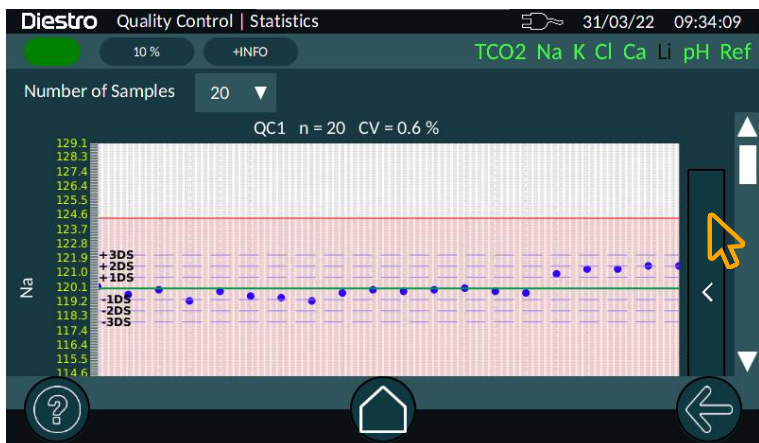 Diestro Quality Control | Statistics 31/03/22 09:34:09
10 % +INFO TCO2 Na K Cl Ca Li pH Ref
Number of Samples 20 ▼
QC1 n = 20 CV = 0.6 %
129.1
128.3
127.4
126.4
125.5
124.6
123.7
122.8
121.9 +3DS
121.0 +2DS
+1DS
120.1
119.2 -1DS
118.3 -2DS
117.4 -3DS
116.4
115.5
114.6
Na
<
?